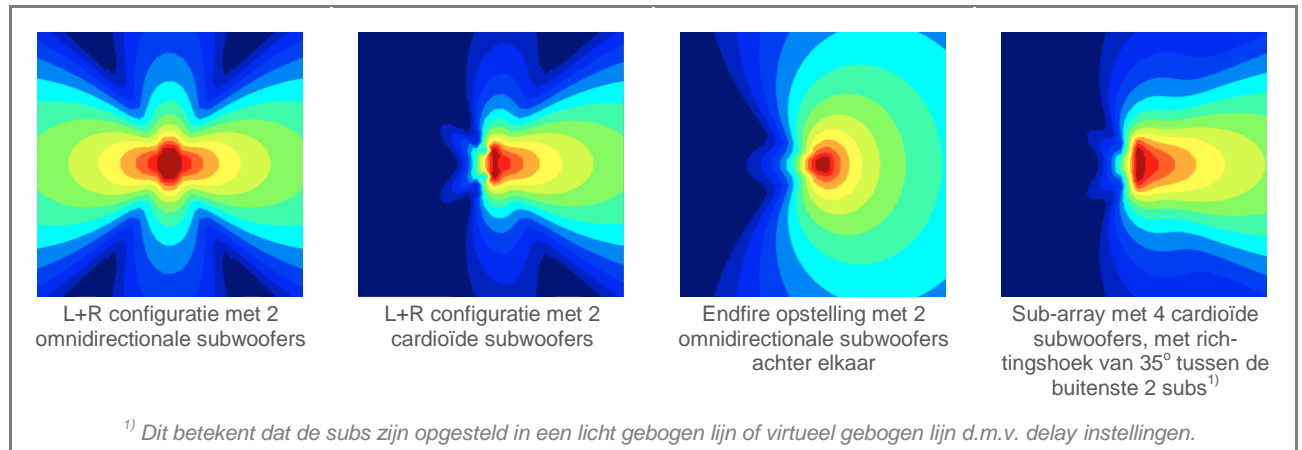 L+R configuratie met 2
omnidirectionale subwoofers
L+R configuratie met 2
cardioïde subwoofers
Endfire opstelling met 2
omnidirectionale subwoofers
achter elkaar
Sub-array met 4 cardioïde
subwoofers, met rich-
tingshoek van 35° tussen de
buitenste 2 subs¹⁾
¹⁾ Dit betekent dat de subs zijn opgesteld in een licht gebogen lijn of virtueel gebogen lijn d.m.v. delay instellingen.